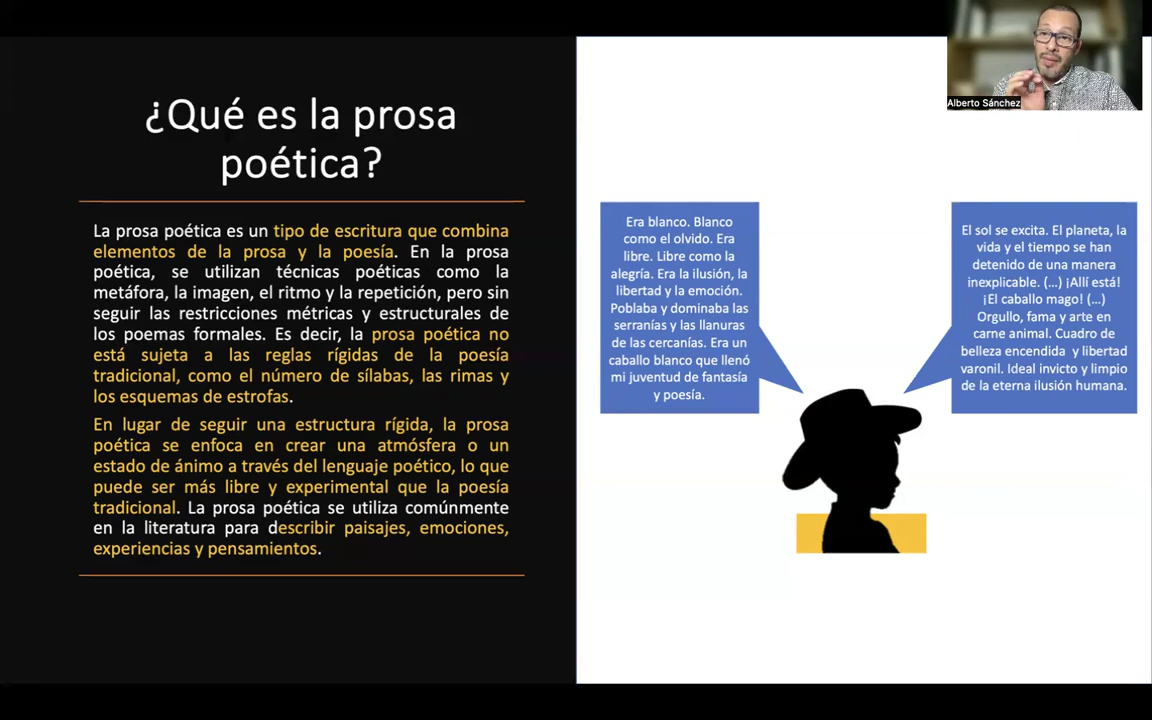 ¿Qué es la prosa
poética?
La prosa poética es un tipo de escritura que combina
elementos de la prosa y la poesía. En la prosa
poética, se utilizan técnicas poéticas como la
metáfora, la imagen, el ritmo y la repetición, pero sin
seguir las restricciones métricas y estructurales de
los poemas formales. Es decir, la prosa poética no
está sujeta a las reglas rígidas de la poesía
tradicional, como el número de sílabas, las rimas y
los esquemas de estrofas.
En lugar de seguir una estructura rígida, la prosa
poética se enfoca en crear una atmósfera o un
estado de ánimo a través del lenguaje poético, lo que
puede ser más libre y experimental que la poesía
tradicional. La prosa poética se utiliza comúnmente
en la literatura para describir paisajes, emociones,
experiencias y pensamientos.
Era blanco. Blanco
como el olvido. Era
libre. Libre como la
alegría. Era la ilusión, la
libertad y la emoción.
Poblaba y dominaba las
serranías y las llanuras
de las cercanías. Era un
caballo blanco que llenó
mi juventud de fantasía
y poesía.
El sol se excita. El planeta, la
vida y el tiempo se han
detenido de una manera
inexplicable. (…) ¡Allí está!
¡El caballo mago! (…)
Orgullo, fama y arte en
carne animal. Cuadro de
belleza encendida y libertad
varonil. Ideal invicto y limpio
de la eterna ilusión humana.
Alberto Sánchez